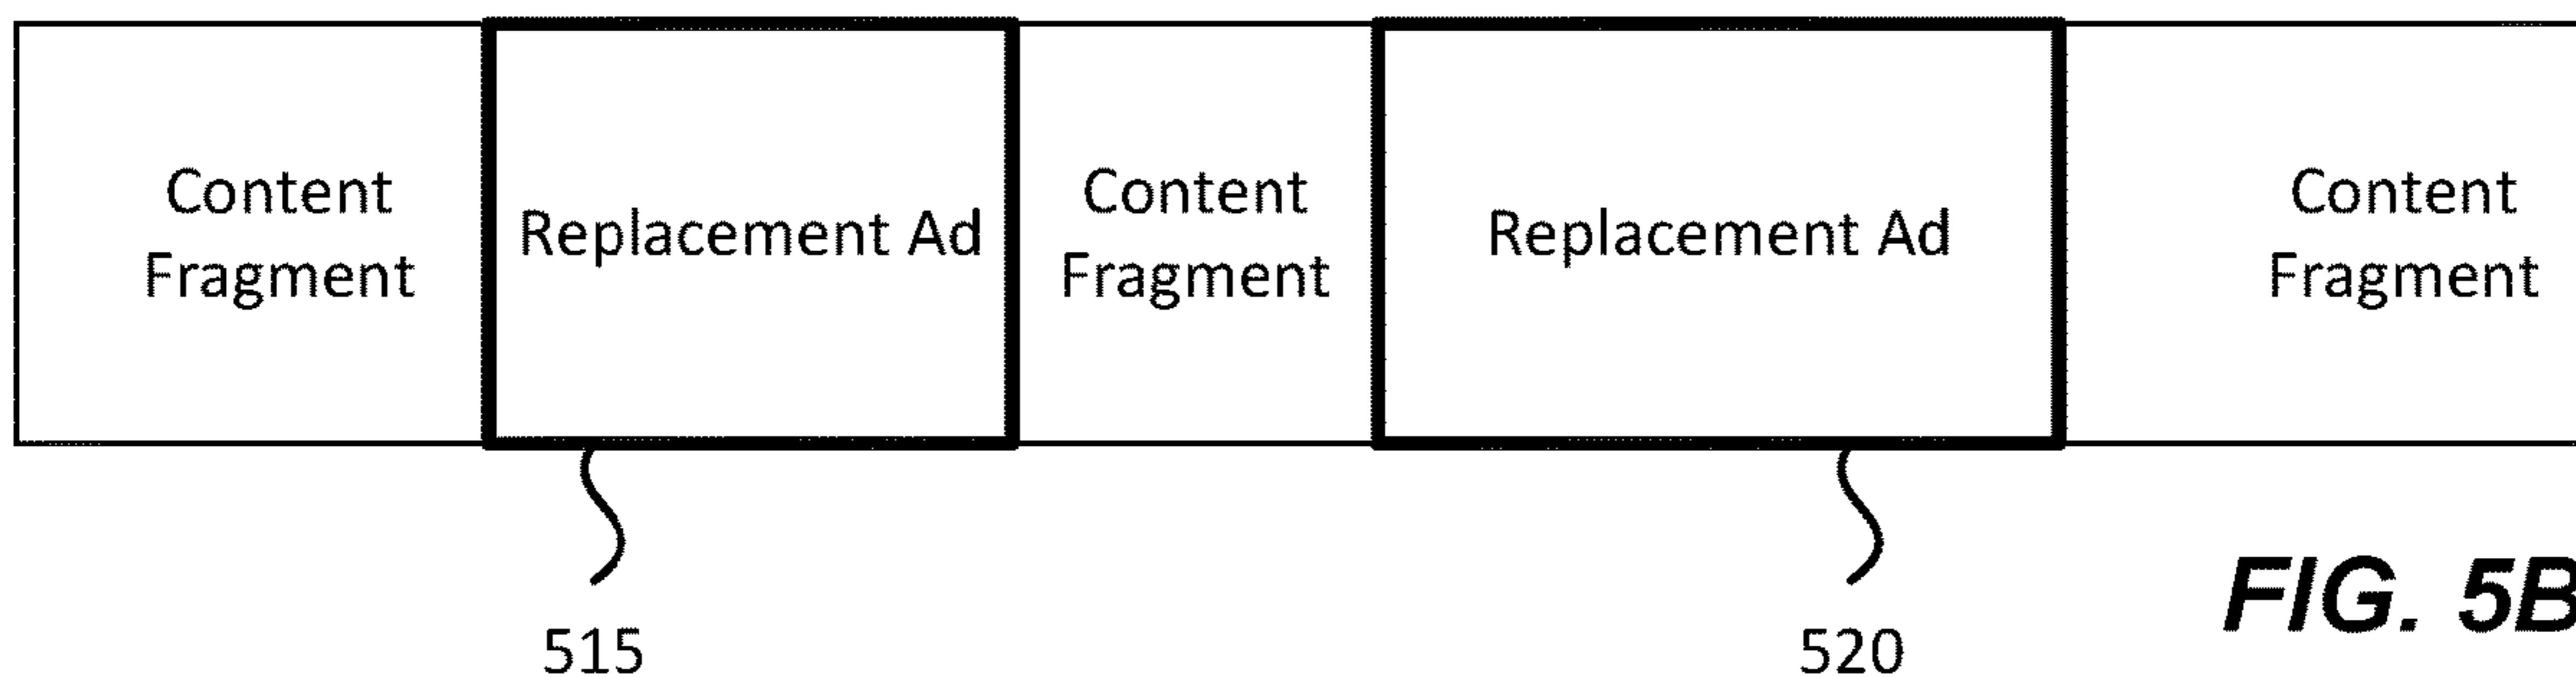 Content
Fragment
Replacement Ad
Content
Fragment
Replacement Ad
Content
Fragment
515
520
FIG. 5B